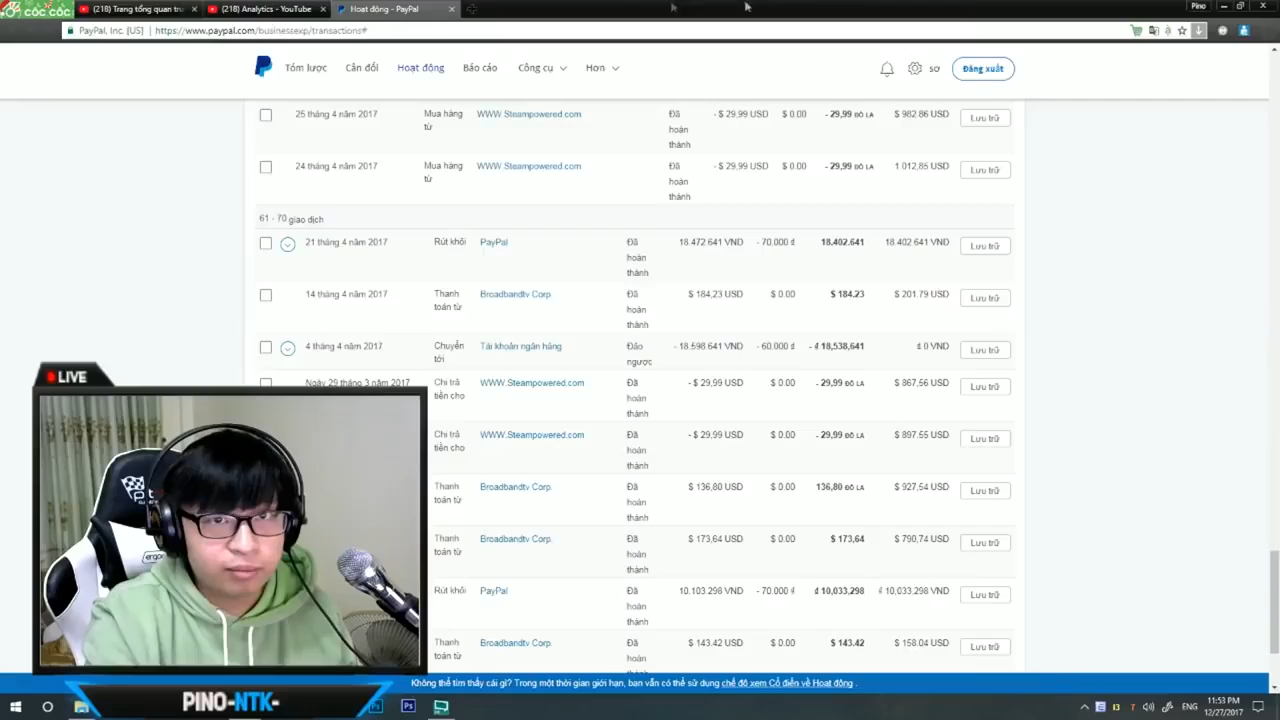 CỐC CỐC
(218) Trang tổng quan tr
(218) Analytics - YouTube
Hoạt động - PayPal
Pino
PayPal, Inc. [US]
https://www.paypal.com/businessexp/transactions#
Tóm lược
Cân đối
Hoạt động
Báo cáo
Công cụ
Hơn
SƠ
Đăng xuất
25 tháng 4 năm 2017 Mua hàng WWW.Steampowered.com Đã - $ 29,99 USD $ 0.00 - 29,99 ĐÔ LA $ 982,86 USD Lưu trữ
từ hoàn
thành
24 tháng 4 năm 2017 Mua hàng WWW.Steampowered.com Đã - $ 29,99 USD $ 0.00 - 29,99 ĐÔ LA 1 012,85 USD Lưu trữ
từ hoàn
thành
61 - 70 giao dịch
21 tháng 4 năm 2017 Rút khỏi PayPal Đã 18.472.641 VND - 70.000 ₫ 18.402.641 18.402.641 VND Lưu trữ
hoàn
thành
14 tháng 4 năm 2017 Thanh Broadbandtv Corp Đã $ 184,23 USD $ 0.00 $ 184.23 $ 201.79 USD Lưu trữ
toán từ hoàn
thành
4 tháng 4 năm 2017 Chuyển Tài khoản ngân hàng Đảo - 18.598.641 VND - 60.000 ₫ - ₫ 18,538,641 ₫ 0 VND Lưu trữ
tới ngược
Ngày 29 tháng 3 năm 2017 Chi trả WWW.Steampowered.com Đã - $ 29,99 USD $ 0.00 - 29,99 ĐÔ LA $ 867,56 USD Lưu trữ
tiền cho hoàn
thành
Chi trả WWW.Steampowered.com Đã - $ 29,99 USD $ 0.00 - 29,99 ĐÔ LA $ 897,55 USD Lưu trữ
tiền cho hoàn
thành
Thanh Broadbandtv Corp. Đã $ 136,80 USD $ 0.00 136,80 ĐÔ LA $ 927,54 USD Lưu trữ
toán từ hoàn
thành
Thanh Broadbandtv Corp. Đã $ 173,64 USD $ 0.00 $ 173,64 $ 790,74 USD Lưu trữ
toán từ hoàn
thành
Rút khỏi PayPal Đã 10.103.298 VND - 70.000 ₫ ₫ 10,033,298 ₫ 10,033,298 VND Lưu trữ
hoàn
thành
Thanh Broadbandtv Corp. Đã $ 143.42 USD $ 0.00 $ 143.42 $ 158.04 USD Lưu trữ
toán từ hoàn
LIVE
Không thể tìm thấy cái gì? Trong một thời gian giới hạn, bạn vẫn có thể sử dụng chế độ xem Cổ điển về Hoạt động .
PINO-NTK-
Ps
ENG
11:53 PM
12/27/2017